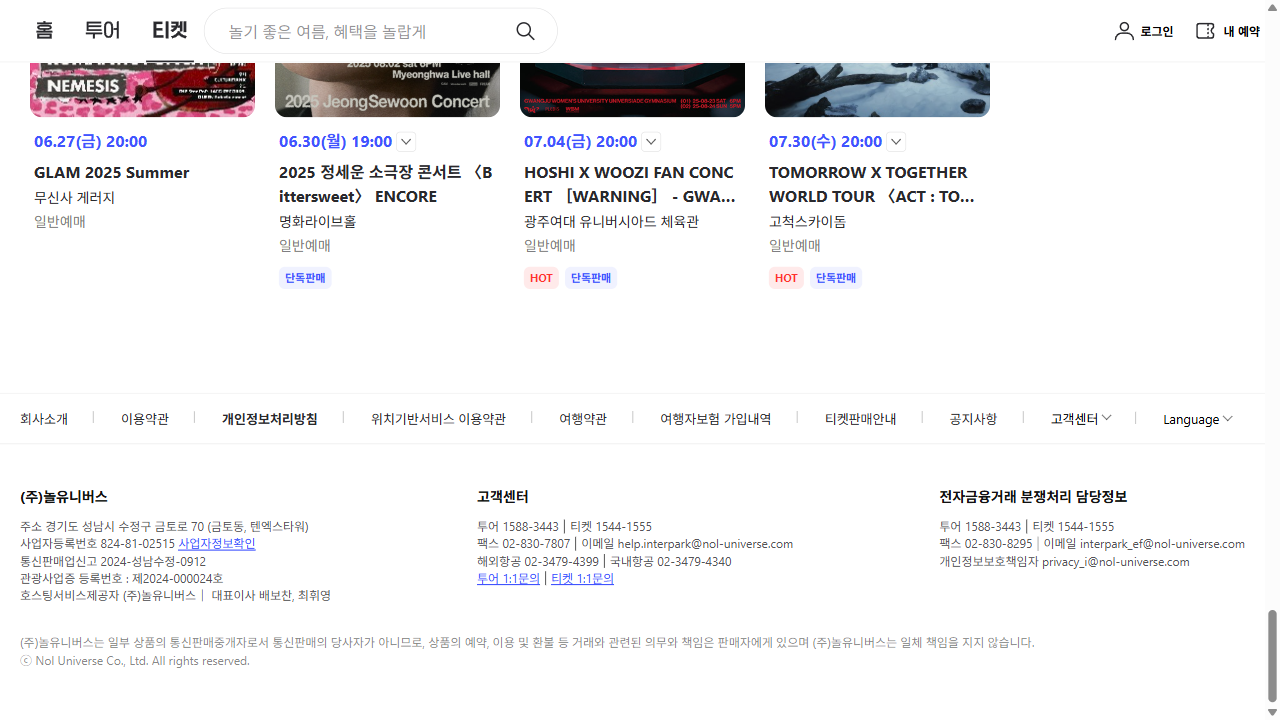 홈 투어 티켓 놀기 좋은 여름, 혜택을 놀랍게 로그인 내 예약
NEMESIS
2025 08.02 sat 6PM
Myeonghwa Live hall
2025 JeongSewoon Concert
GWANGJU WOMEN'S UNIVERSITY UNIVERSIADE GYMNASIUM
06.27(금) 20:00
GLAM 2025 Summer
무신사 게러지
일반예매
06.30(월) 19:00
2025 정세운 소극장 콘서트 〈B
ittersweet〉 ENCORE
명화라이브홀
일반예매
단독판매
07.04(금) 20:00
HOSHI X WOOZI FAN CONC
ERT ［WARNING］ - GWA...
광주여대 유니버시아드 체육관
일반예매
HOT 단독판매
07.30(수) 20:00
TOMORROW X TOGETHER
WORLD TOUR 〈ACT : TO...
고척스카이돔
일반예매
HOT 단독판매
회사소개 이용약관 개인정보처리방침 위치기반서비스 이용약관 여행약관 여행자보험 가입내역 티켓판매안내 공지사항 고객센터 Language
(주)놀유니버스
주소 경기도 성남시 수정구 금토로 70 (금토동, 텐엑스타워)
사업자등록번호 824-81-02515 사업자정보확인
통신판매업신고 2024-성남수정-0912
관광사업증 등록번호 : 제2024-000024호
호스팅서비스제공자 (주)놀유니버스 | 대표이사 배보찬, 최휘영
고객센터
투어 1588-3443 | 티켓 1544-1555
팩스 02-830-7807 | 이메일 help.interpark@nol-universe.com
해외항공 02-3479-4399 | 국내항공 02-3479-4340
투어 1:1문의 | 티켓 1:1문의
전자금융거래 분쟁처리 담당정보
투어 1588-3443 | 티켓 1544-1555
팩스 02-830-8295 | 이메일 interpark_ef@nol-universe.com
개인정보보호책임자 privacy_i@nol-universe.com
(주)놀유니버스는 일부 상품의 통신판매중개자로서 통신판매의 당사자가 아니므로, 상품의 예약, 이용 및 환불 등 거래와 관련된 의무와 책임은 판매자에게 있으며 (주)놀유니버스는 일체 책임을 지지 않습니다.
ⓒ Nol Universe Co., Ltd. All rights reserved.